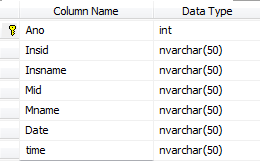 Column Name Data Type
Ano int
Insid nvarchar(50)
Insname nvarchar(50)
Mid nvarchar(50)
Mname nvarchar(50)
Date nvarchar(50)
time nvarchar(50)